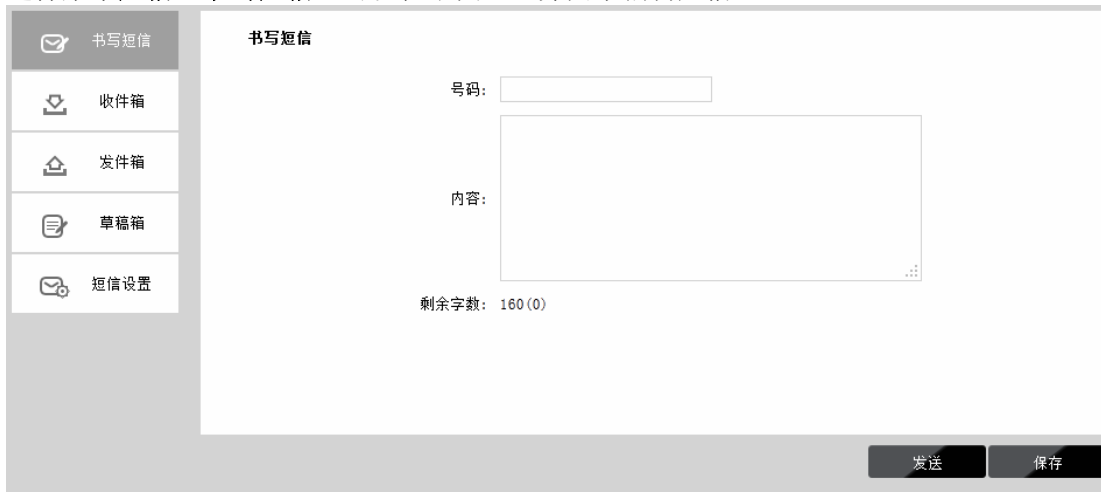 书写短信
收件箱
发件箱
草稿箱
短信设置
书写短信
号码：
内容：
剩余字数： 160(0)
发送
保存